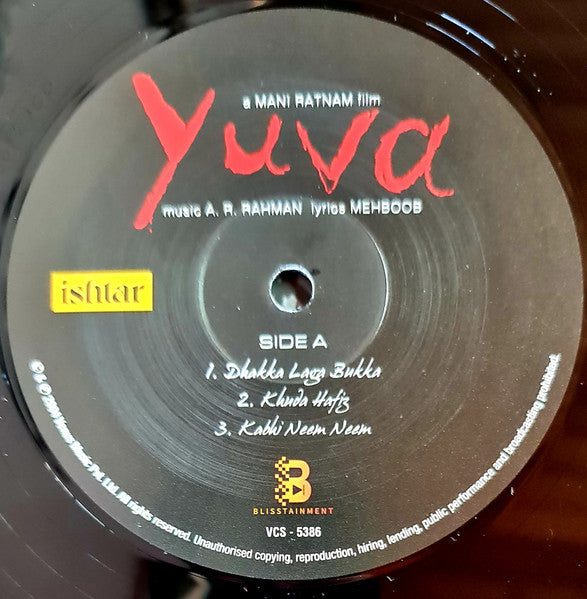 a MANI RATNAM film
Yuva
music A. R. RAHMAN lyrics MEHBOOB
ishtar
SIDE A
1. Dhakka Laga Bukka
2. Khuda Hafiz
3. Kabhi Neem Neem
B
BLISSTAINMENT
VCS - 5386
All rights reserved. Unauthorised copying, reproduction, hiring, lending, public performance and broadcasting prohibited.